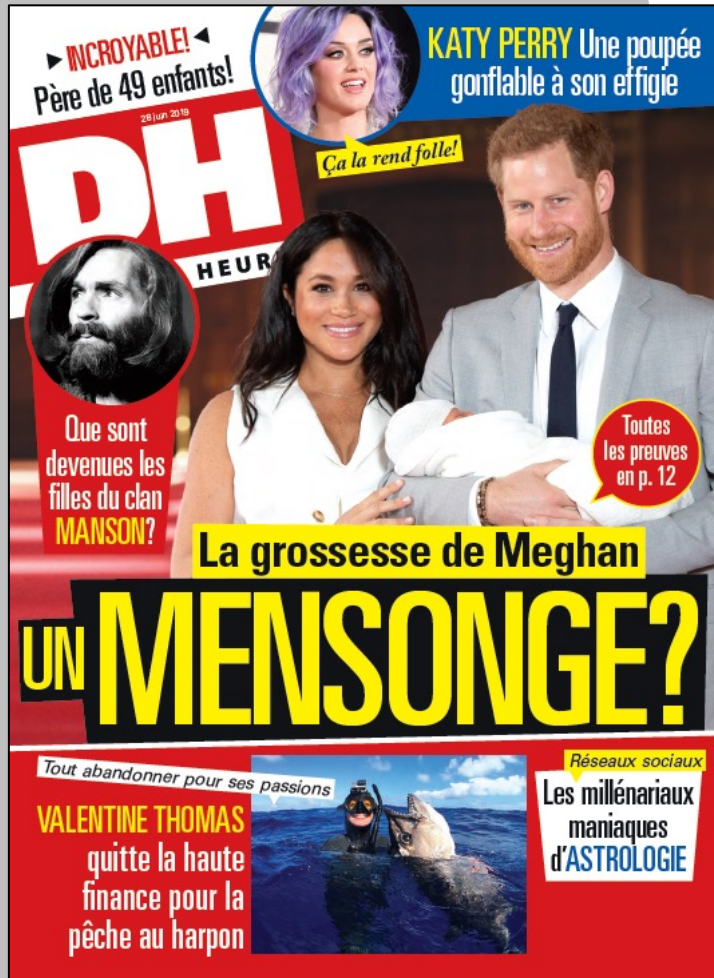 INCROYABLE!
Père de 49 enfants!
KATY PERRY Une poupée
gonflable à son effigie
Ça la rend folle!
28 juin 2019
DH
HEUR
Que sont
devenues les
filles du clan
MANSON?
Toutes
les preuves
en p. 12
La grossesse de Meghan
UN MENSONGE?
Tout abandonner pour ses passions
VALENTINE THOMAS
quitte la haute
finance pour la
pêche au harpon
Réseaux sociaux
Les millénariaux
maniaques
d'ASTROLOGIE